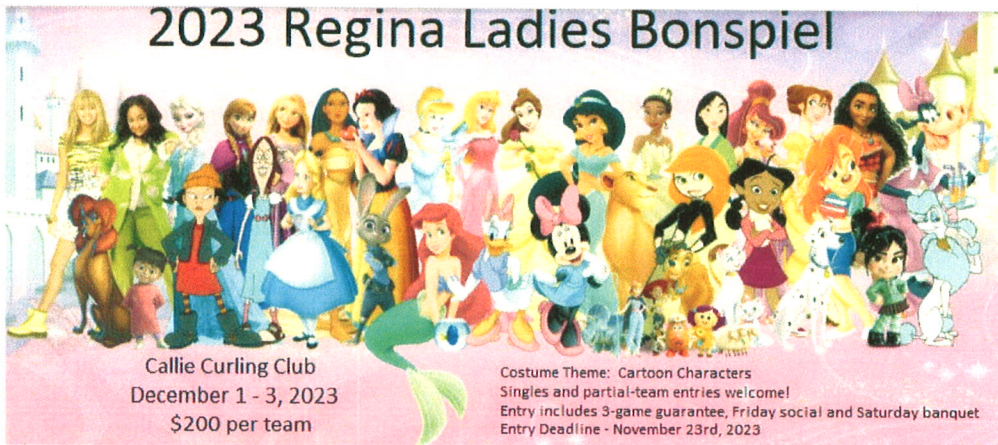 2023 Regina Ladies Bonspiel
Callie Curling Club
December 1 - 3, 2023
$200 per team
Costume Theme: Cartoon Characters
Singles and partial-team entries welcome!
Entry includes 3-game guarantee, Friday social and Saturday banquet
Entry Deadline - November 23rd, 2023